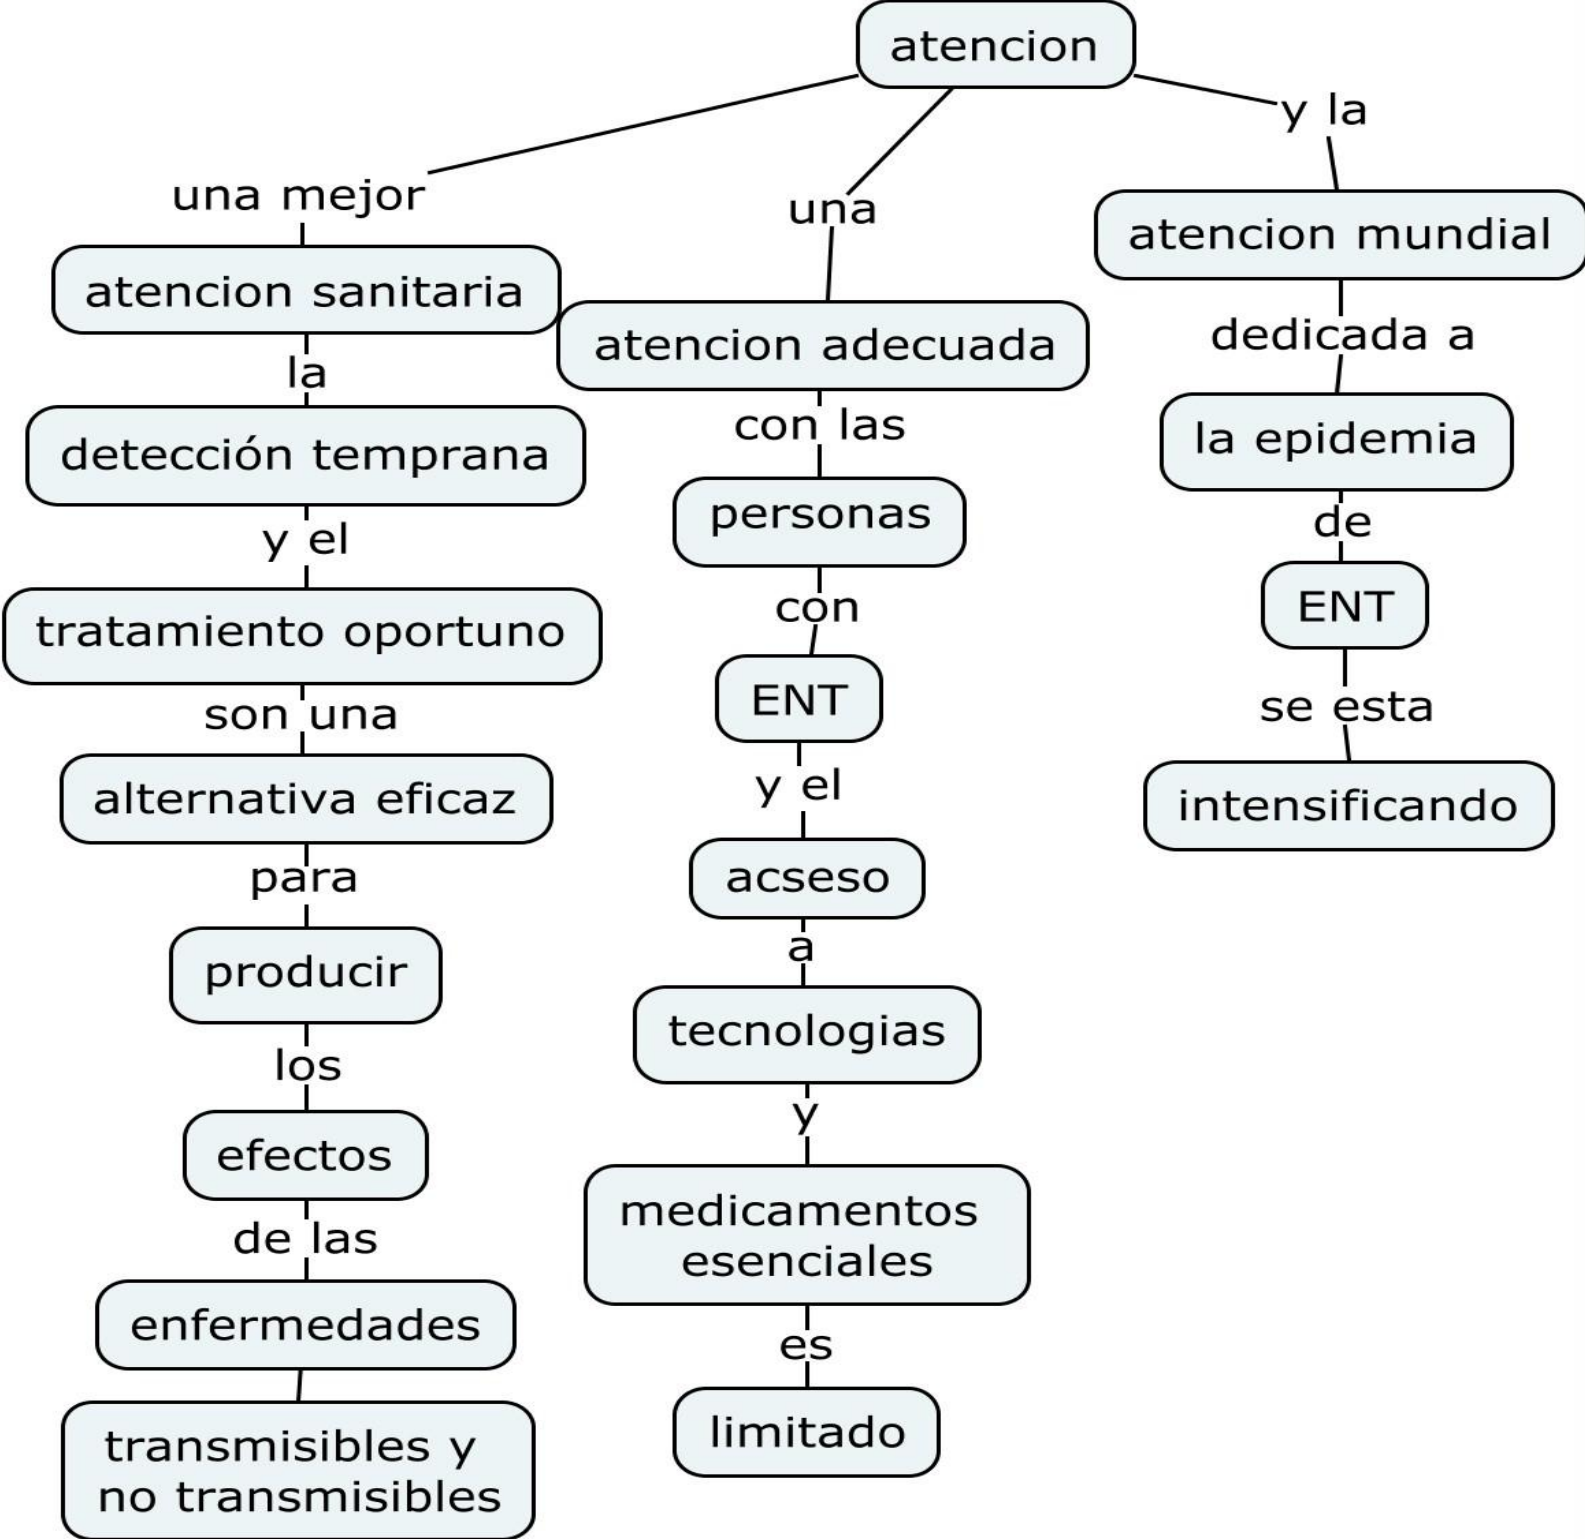 atencion
una mejor
atencion sanitaria
la
detección temprana
y el
tratamiento oportuno
son una
alternativa eficaz
para
producir
los
efectos
de las
enfermedades
transmisibles y
no transmisibles
una
atencion adecuada
con las
personas
con
ENT
y el
acseso
a
tecnologias
y
medicamentos
esenciales
es
limitado
y la
atencion mundial
dedicada a
la epidemia
de
ENT
se esta
intensificando